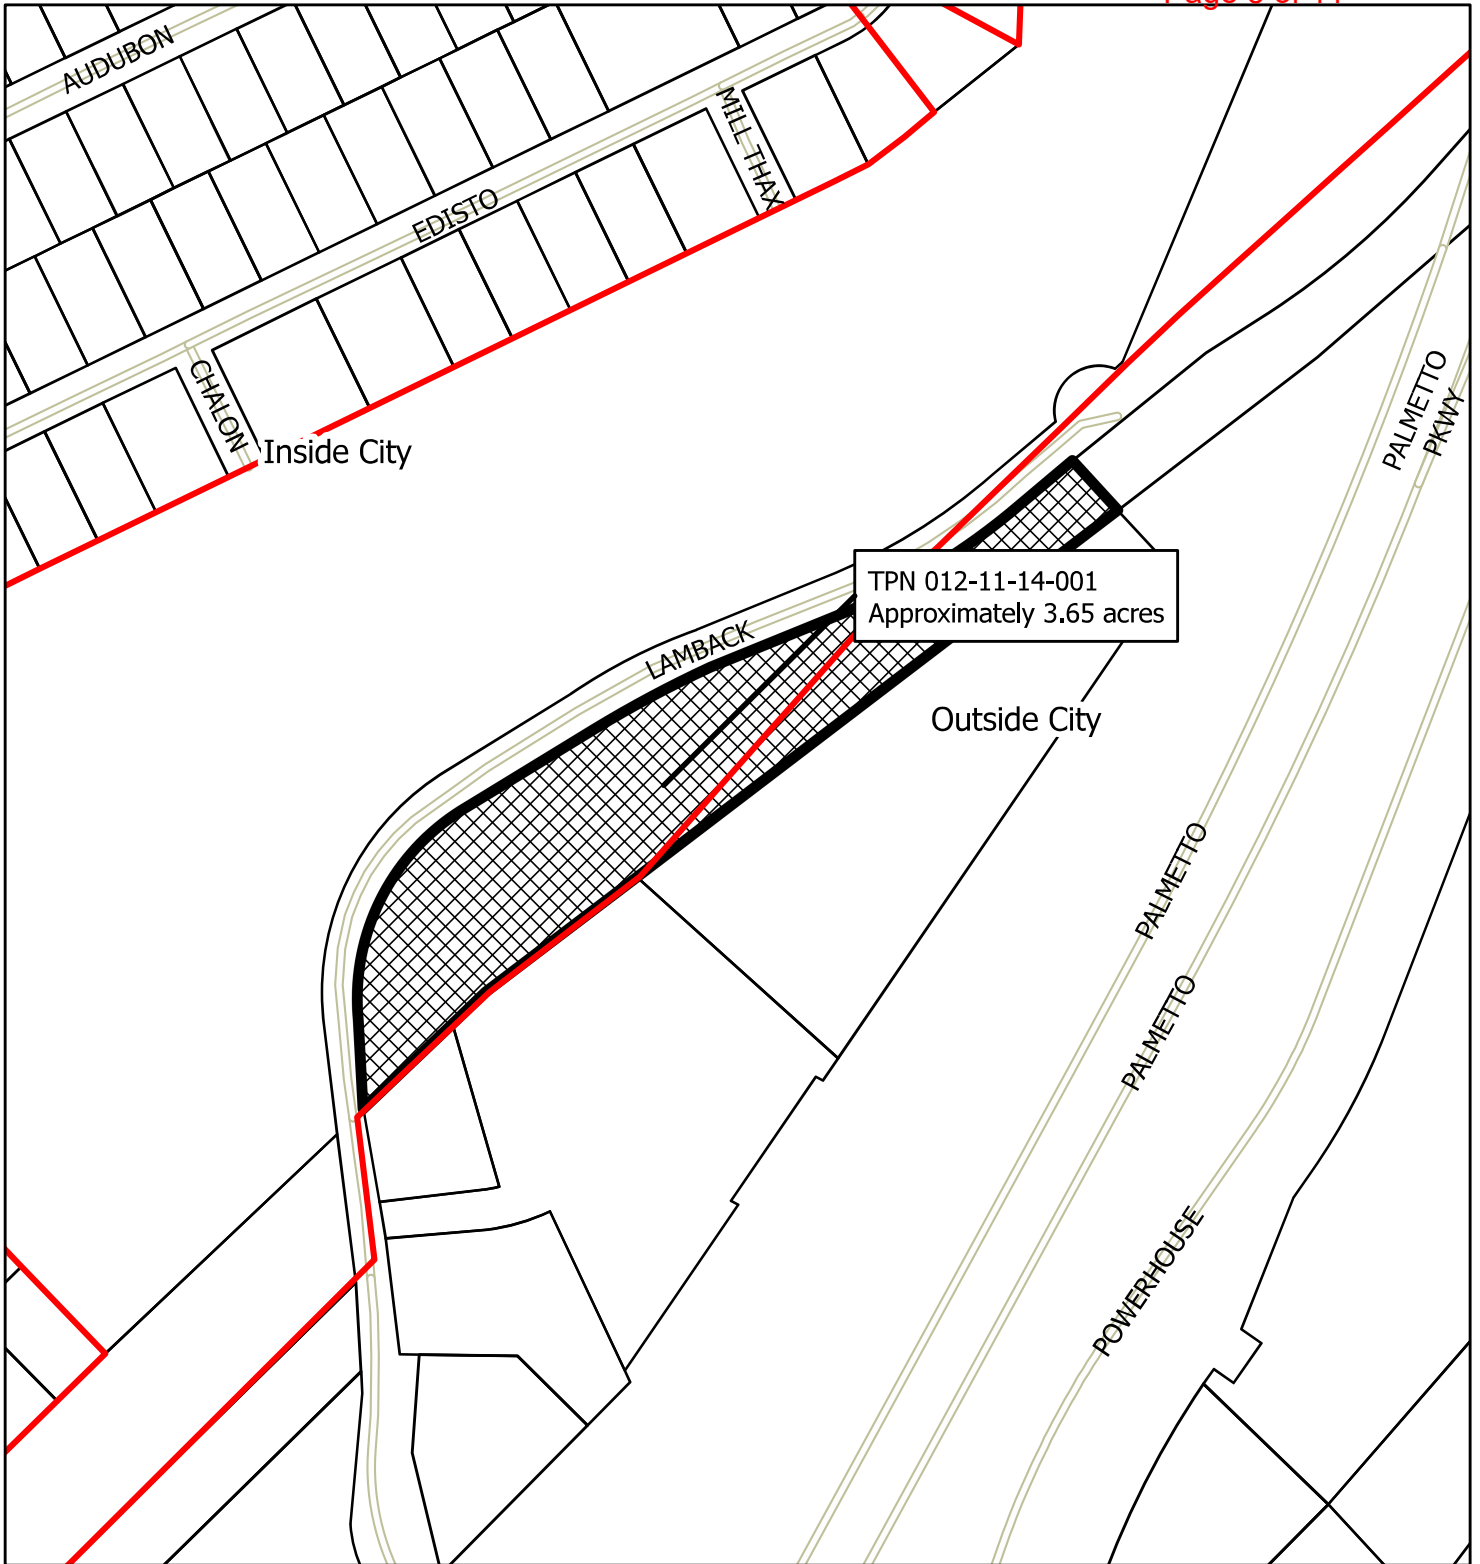 AUDUBON
MILL THAX
EDISTO
CHALON
Inside City
PALMETTO
PKWY
TPN 012-11-14-001
Approximately 3.65 acres
LAMBACK
Outside City
PALMETTO
PALMETTO
POWERHOUSE